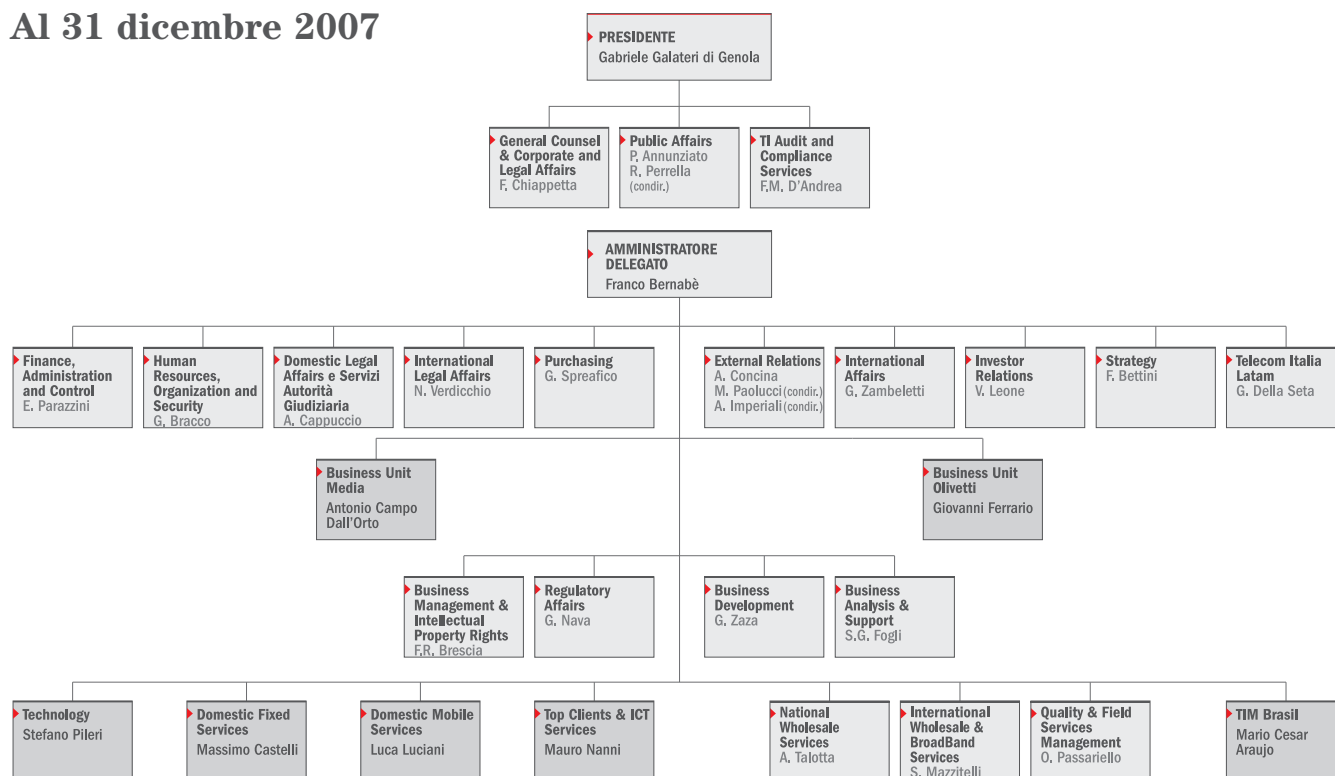 Al 31 dicembre 2007
PRESIDENTE
Gabriele Galateri di Genola
General Counsel
& Corporate and
Legal Affairs
F. Chiappetta
Public Affairs
P. Annunziato
R. Perrella
(condir.)
TI Audit and
Compliance
Services
F.M. D'Andrea
AMMINISTRATORE
DELEGATO
Franco Bernabè
Finance,
Administration
and Control
E. Parazzini
Human
Resources,
Organization and
Security
G. Bracco
Domestic Legal
Affairs e Servizi
Autorità
Giudiziaria
A. Cappuccio
International
Legal Affairs
N. Verdicchio
Purchasing
G. Spreafico
External Relations
A. Concina
M. Paolucci (condir.)
A. Imperiali (condir.)
International
Affairs
G. Zambeletti
Investor
Relations
V. Leone
Strategy
F. Bettini
Telecom Italia
Latam
G. Della Seta
Business Unit
Media
Antonio Campo
Dall'Orto
Business Unit
Olivetti
Giovanni Ferrario
Business
Management &
Intellectual
Property Rights
F.R. Brescia
Regulatory
Affairs
G. Nava
Business
Development
G. Zaza
Business
Analysis &
Support
S.G. Fogli
Technology
Stefano Pileri
Domestic Fixed
Services
Massimo Castelli
Domestic Mobile
Services
Luca Luciani
Top Clients & ICT
Services
Mauro Nanni
National
Wholesale
Services
A. Talotta
International
Wholesale &
BroadBand
Services
S. Mazzitelli
Quality & Field
Services
Management
O. Passariello
TIM Brasil
Mario Cesar
Araujo